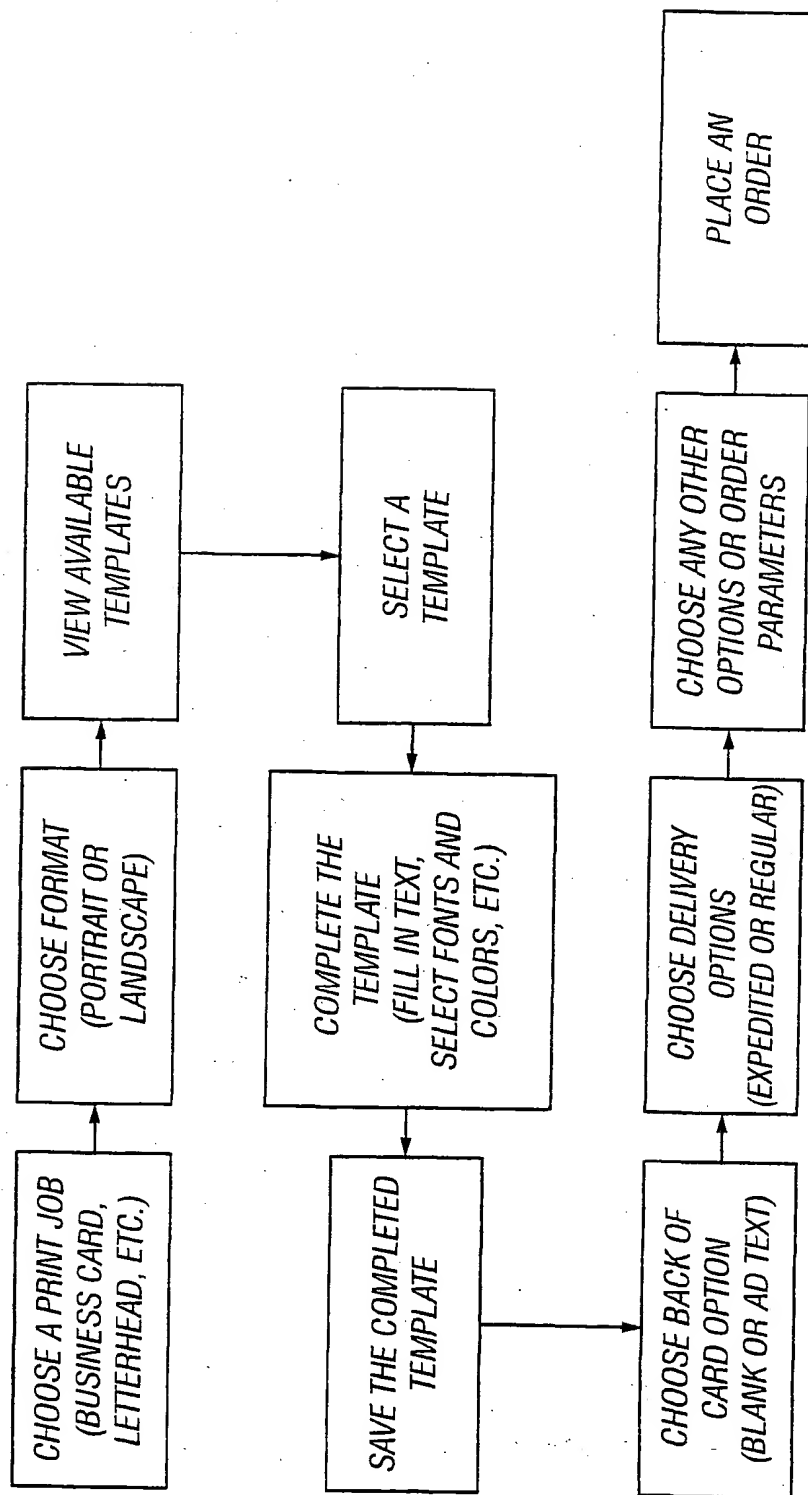 CHOOSE A PRINT JOB
(BUSINESS CARD,
LETTERHEAD, ETC.)
CHOOSE FORMAT
(PORTRAIT OR
LANDSCAPE)
VIEW AVAILABLE
TEMPLATES
SELECT A
TEMPLATE
COMPLETE THE
TEMPLATE
(FILL IN TEXT,
SELECT FONTS AND
COLORS, ETC.)
SAVE THE COMPLETED
TEMPLATE
CHOOSE BACK OF
CARD OPTION
(BLANK OR AD TEXT)
CHOOSE DELIVERY
OPTIONS
(EXPEDITED OR REGULAR)
CHOOSE ANY OTHER
OPTIONS OR ORDER
PARAMETERS
PLACE AN
ORDER